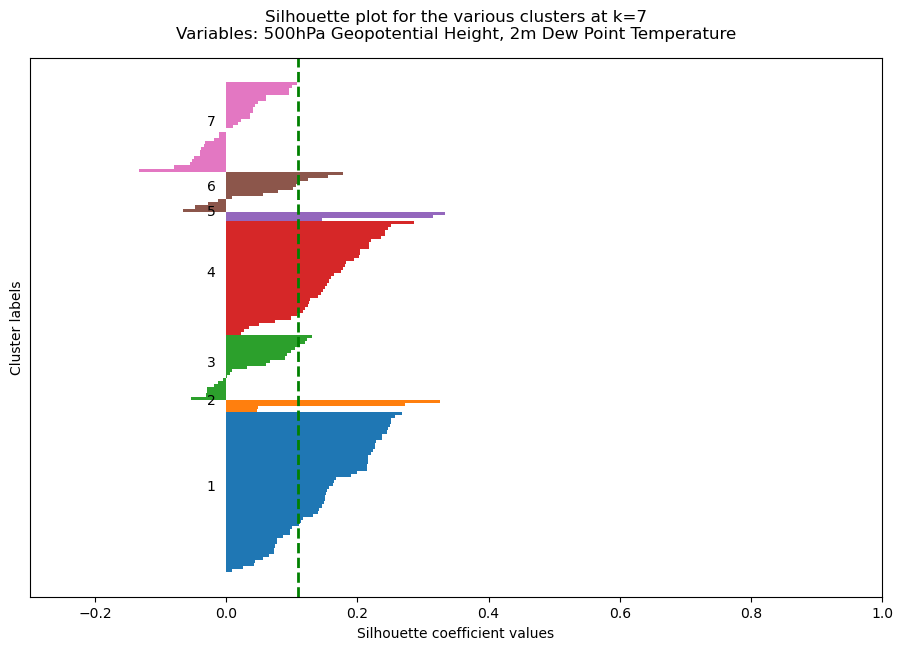 Silhouette plot for the various clusters at k=7
Variables: 500hPa Geopotential Height, 2m Dew Point Temperature
Cluster labels
7
6
5
4
3
2
1
−0.2 0.0 0.2 0.4 0.6 0.8 1.0
Silhouette coefficient values